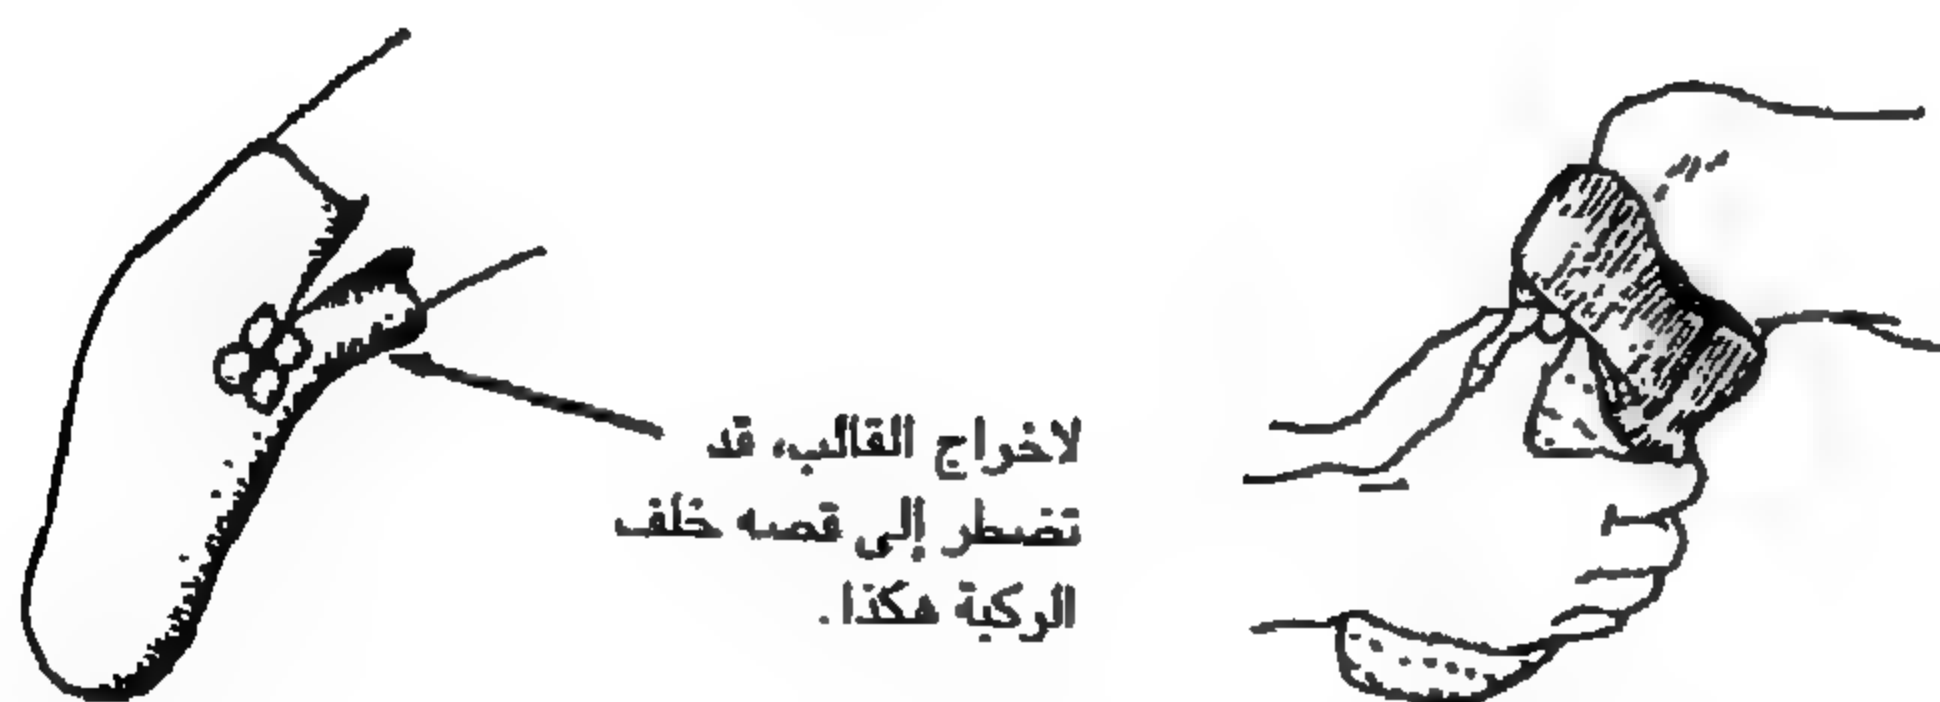 لاخراج القالب، قد
تضطر إلى قصه خلف
الركبة هكذا.